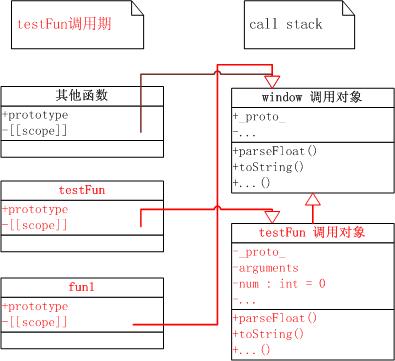 testFun调用期
call stack
其他函数
+prototype
-[[scope]]
testFun
+prototype
-[[scope]]
fun1
+prototype
-[[scope]]
window 调用对象
+_proto_
-...
+parseFloat()
+toString()
+...()
testFun 调用对象
-_proto_
-arguments
-num : int = 0
-...
+parseFloat()
+toString()
+...()